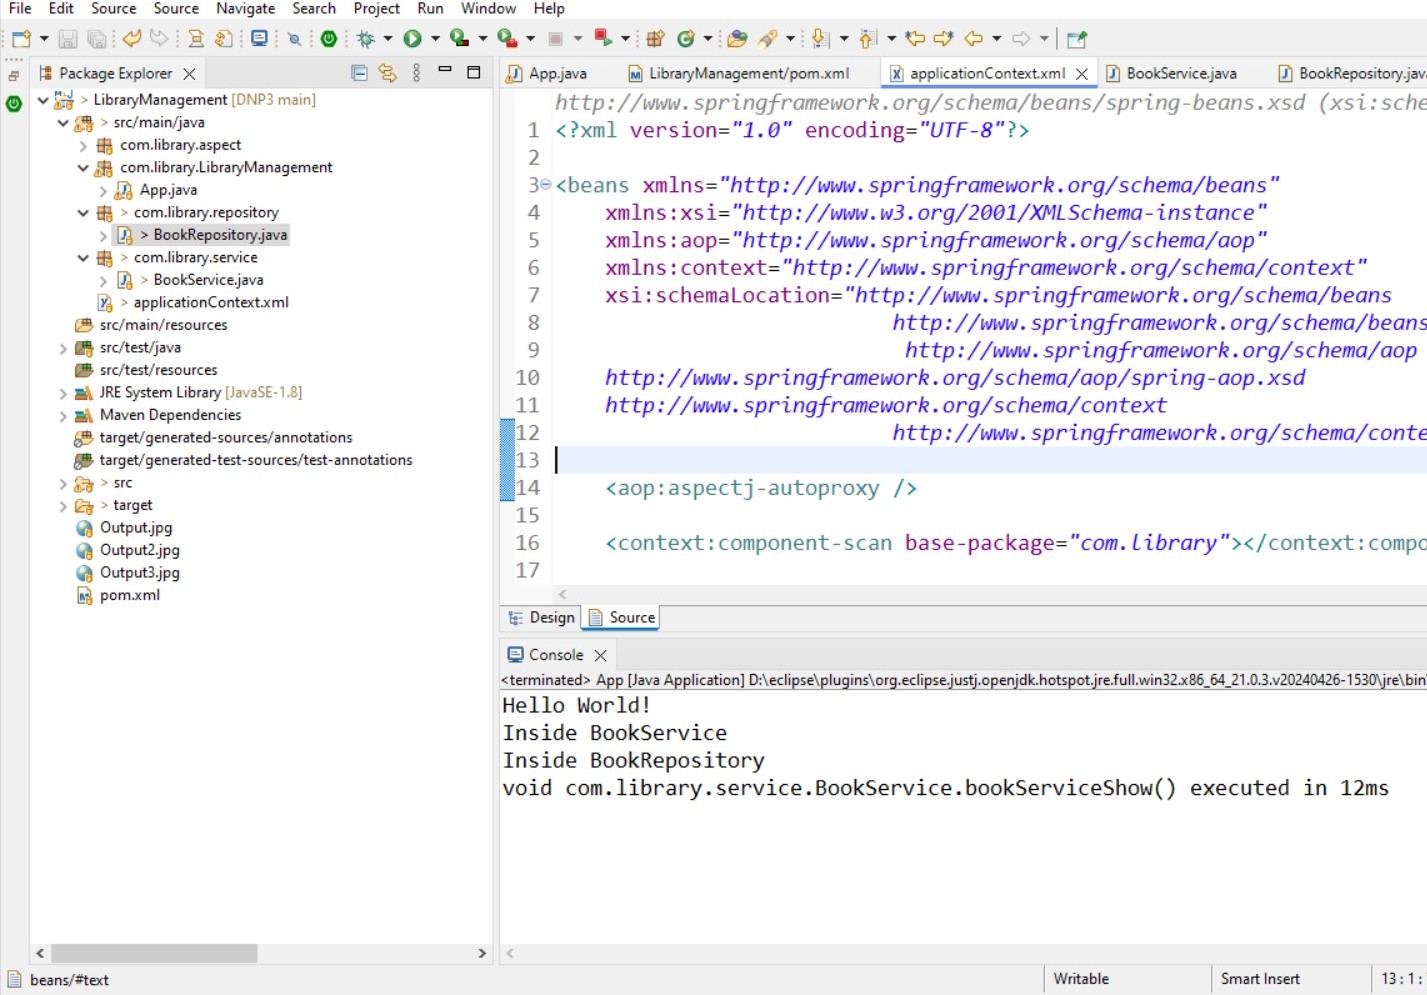 File Edit Source Source Navigate Search Project Run Window Help
Package Explorer
LibraryManagement [DNP3 main]
src/main/java
com.library.aspect
com.library.LibraryManagement
App.java
com.library.repository
BookRepository.java
com.library.service
BookService.java
applicationContext.xml
src/main/resources
src/test/java
src/test/resources
JRE System Library [JavaSE-1.8]
Maven Dependencies
target/generated-sources/annotations
target/generated-test-sources/test-annotations
src
target
Output.jpg
Output2.jpg
Output3.jpg
pom.xml
App.java LibraryManagement/pom.xml applicationContext.xml BookService.java BookRepository.jav
http://www.springframework.org/schema/beans/spring-beans.xsd (xsi:sche
1 <?xml version="1.0" encoding="UTF-8"?>
2
3 <beans xmlns="http://www.springframework.org/schema/beans"
4 xmlns:xsi="http://www.w3.org/2001/XMLSchema-instance"
5 xmlns:aop="http://www.springframework.org/schema/aop"
6 xmlns:context="http://www.springframework.org/schema/context"
7 xsi:schemaLocation="http://www.springframework.org/schema/beans
8 http://www.springframework.org/schema/beans
9 http://www.springframework.org/schema/aop
10 http://www.springframework.org/schema/aop/spring-aop.xsd
11 http://www.springframework.org/schema/context
12 http://www.springframework.org/schema/conte
13
14 <aop:aspectj-autoproxy />
15
16 <context:component-scan base-package="com.library"></context:compo
17
Design Source
Console
<terminated> App [Java Application] D:\eclipse\plugins\org.eclipse.justj.openjdk.hotspot.jre.full.win32.x86_64_21.0.3.v20240426-1530\jre\bin\
Hello World!
Inside BookService
Inside BookRepository
void com.library.service.BookService.bookServiceShow() executed in 12ms
beans/#text Writable Smart Insert 13 : 1 :